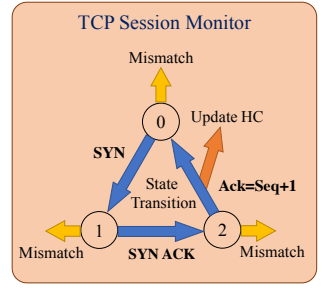 TCP Session Monitor
Mismatch
0
Update HC
SYN
State
Transition
Ack=Seq+1
1
2
Mismatch
SYN ACK
Mismatch